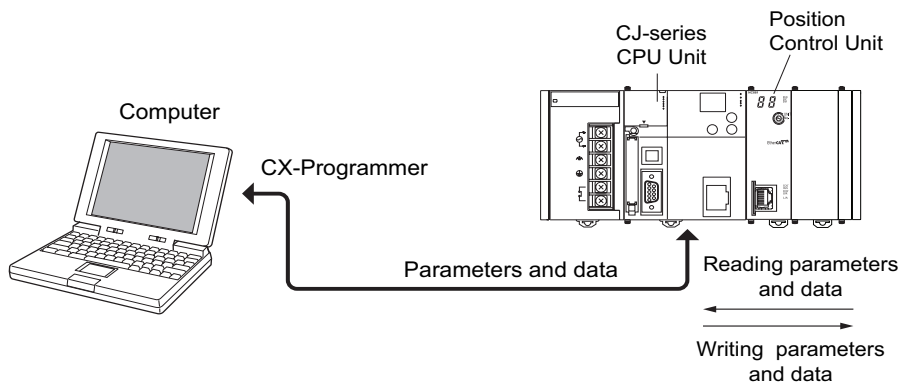 CJ-series
CPU Unit
Position
Control Unit
Computer
CX-Programmer
EtherCAT
Parameters and data
Reading parameters
and data
Writing parameters
and data